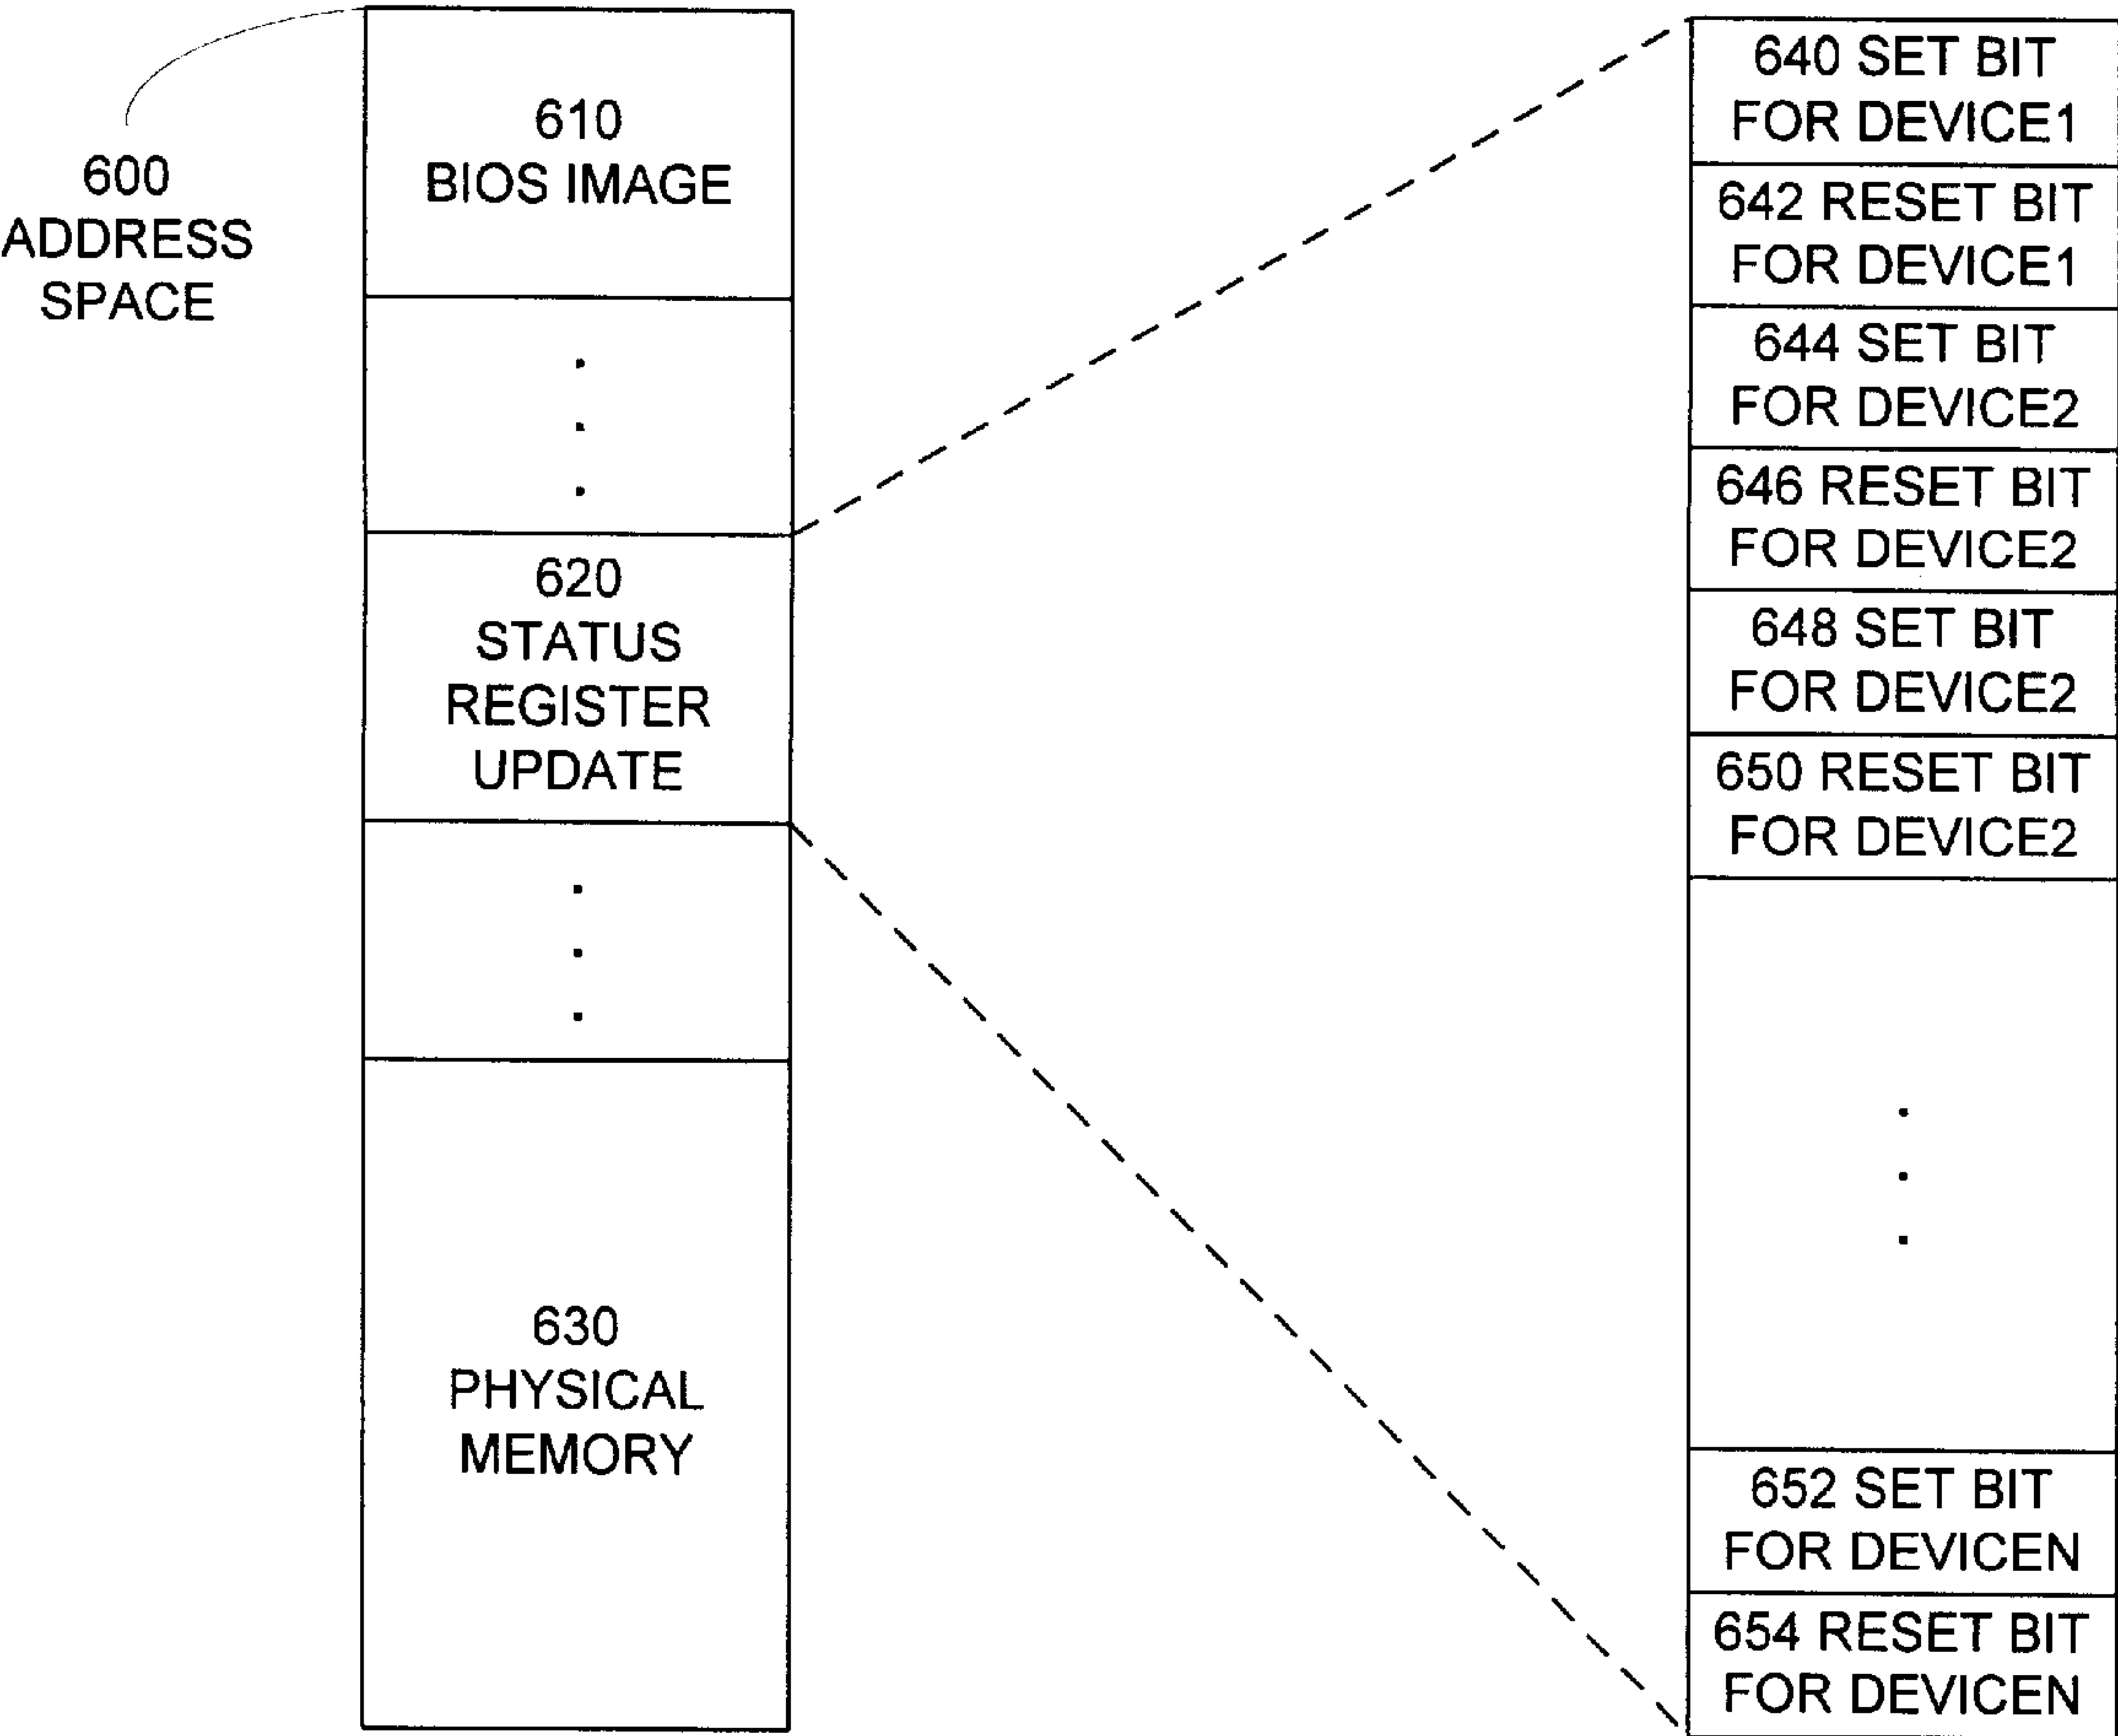 600
ADDRESS
SPACE
610
BIOS IMAGE
620
STATUS
REGISTER
UPDATE
630
PHYSICAL
MEMORY
640 SET BIT
FOR DEVICE1
642 RESET BIT
FOR DEVICE1
644 SET BIT
FOR DEVICE2
646 RESET BIT
FOR DEVICE2
648 SET BIT
FOR DEVICE2
650 RESET BIT
FOR DEVICE2
652 SET BIT
FOR DEVICEN
654 RESET BIT
FOR DEVICEN